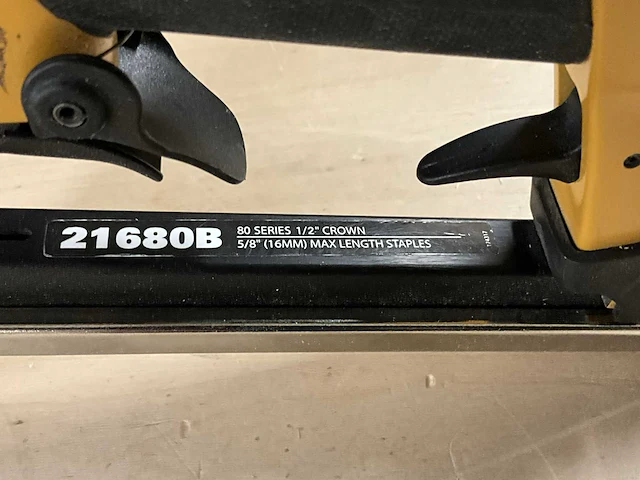 21680B
80 SERIES 1/2" CROWN
5/8" (16MM) MAX LENGTH STAPLES